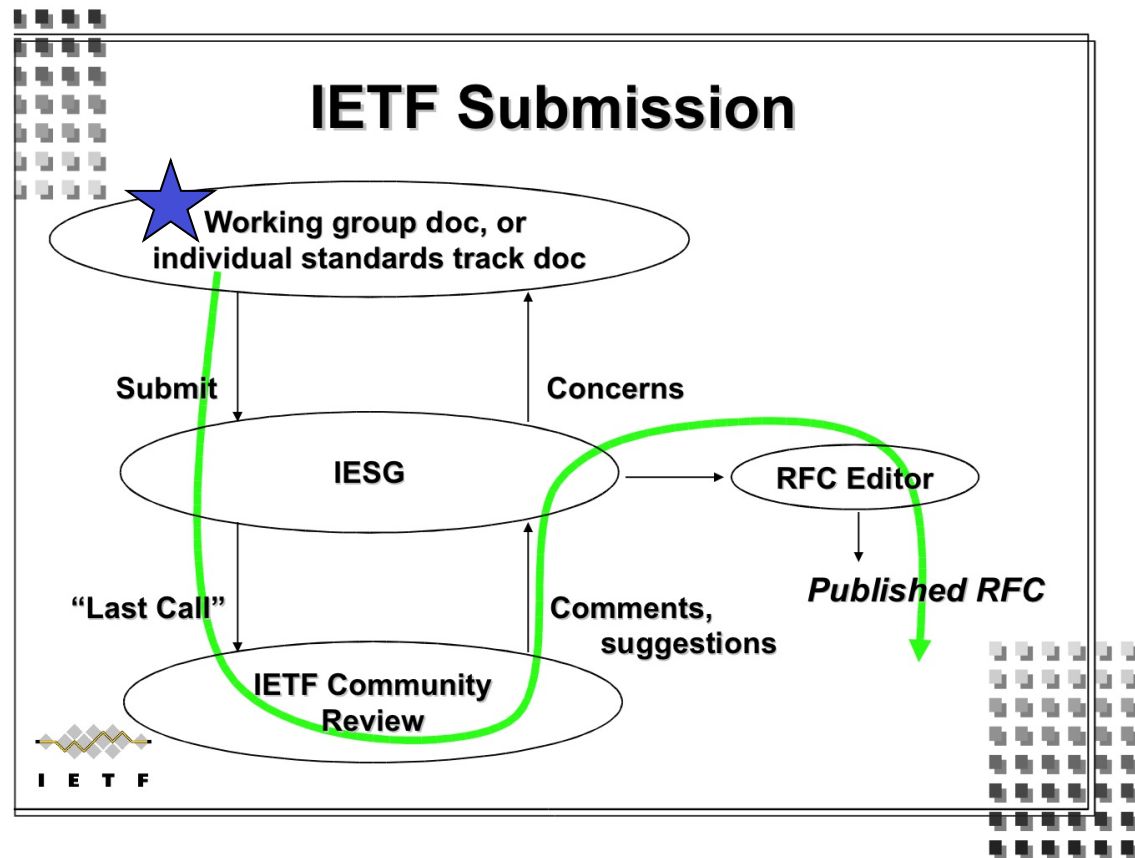 IETF Submission
Working group doc, or
individual standards track doc
Submit
Concerns
IESG
RFC Editor
Published RFC
“Last Call”
Comments,
suggestions
IETF Community
Review
I E T F